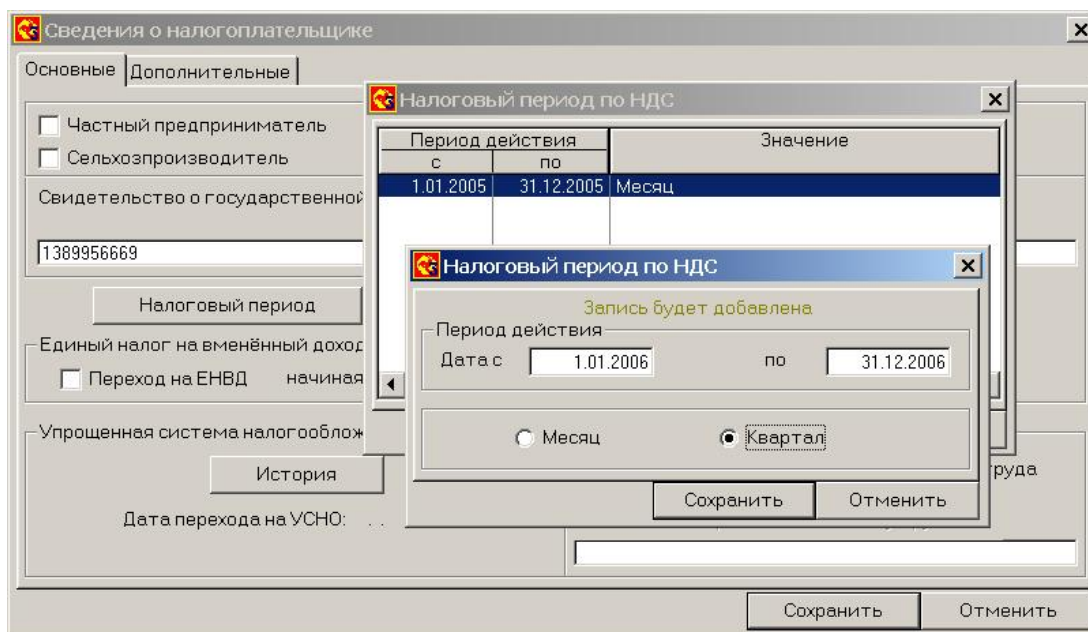 Сведения о налогоплательщике
Основные Дополнительные
Частный предприниматель
Сельхозпроизводитель
Свидетельство о государственной
1389956669
Налоговый период
Единый налог на вменённый доход
Переход на ЕНВД начиная
Упрощенная система налогооблож
История
Дата перехода на УСНО: . .
труда
Сохранить Отменить
Налоговый период по НДС
Период действия Значение
с по
1.01.2005 31.12.2005 Месяц
Налоговый период по НДС
Запись будет добавлена
Период действия
Дата с 1.01.2006 по 31.12.2006
Месяц Квартал
Сохранить Отменить